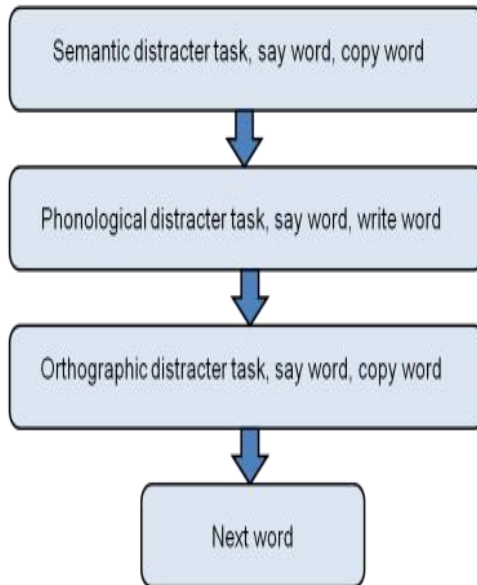 Semantic distracter task, say word, copy word
Phonological distracter task, say word, write word
Orthographic distracter task, say word, copy word
Next word